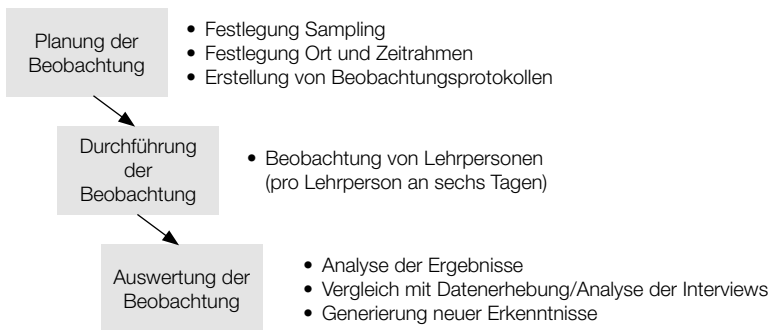 Planung der
Beobachtung
• Festlegung Sampling
• Festlegung Ort und Zeitrahmen
• Erstellung von Beobachtungsprotokollen
Durchführung
der
Beobachtung
• Beobachtung von Lehrpersonen
(pro Lehrperson an sechs Tagen)
Auswertung der
Beobachtung
• Analyse der Ergebnisse
• Vergleich mit Datenerhebung/Analyse der Interviews
• Generierung neuer Erkenntnisse